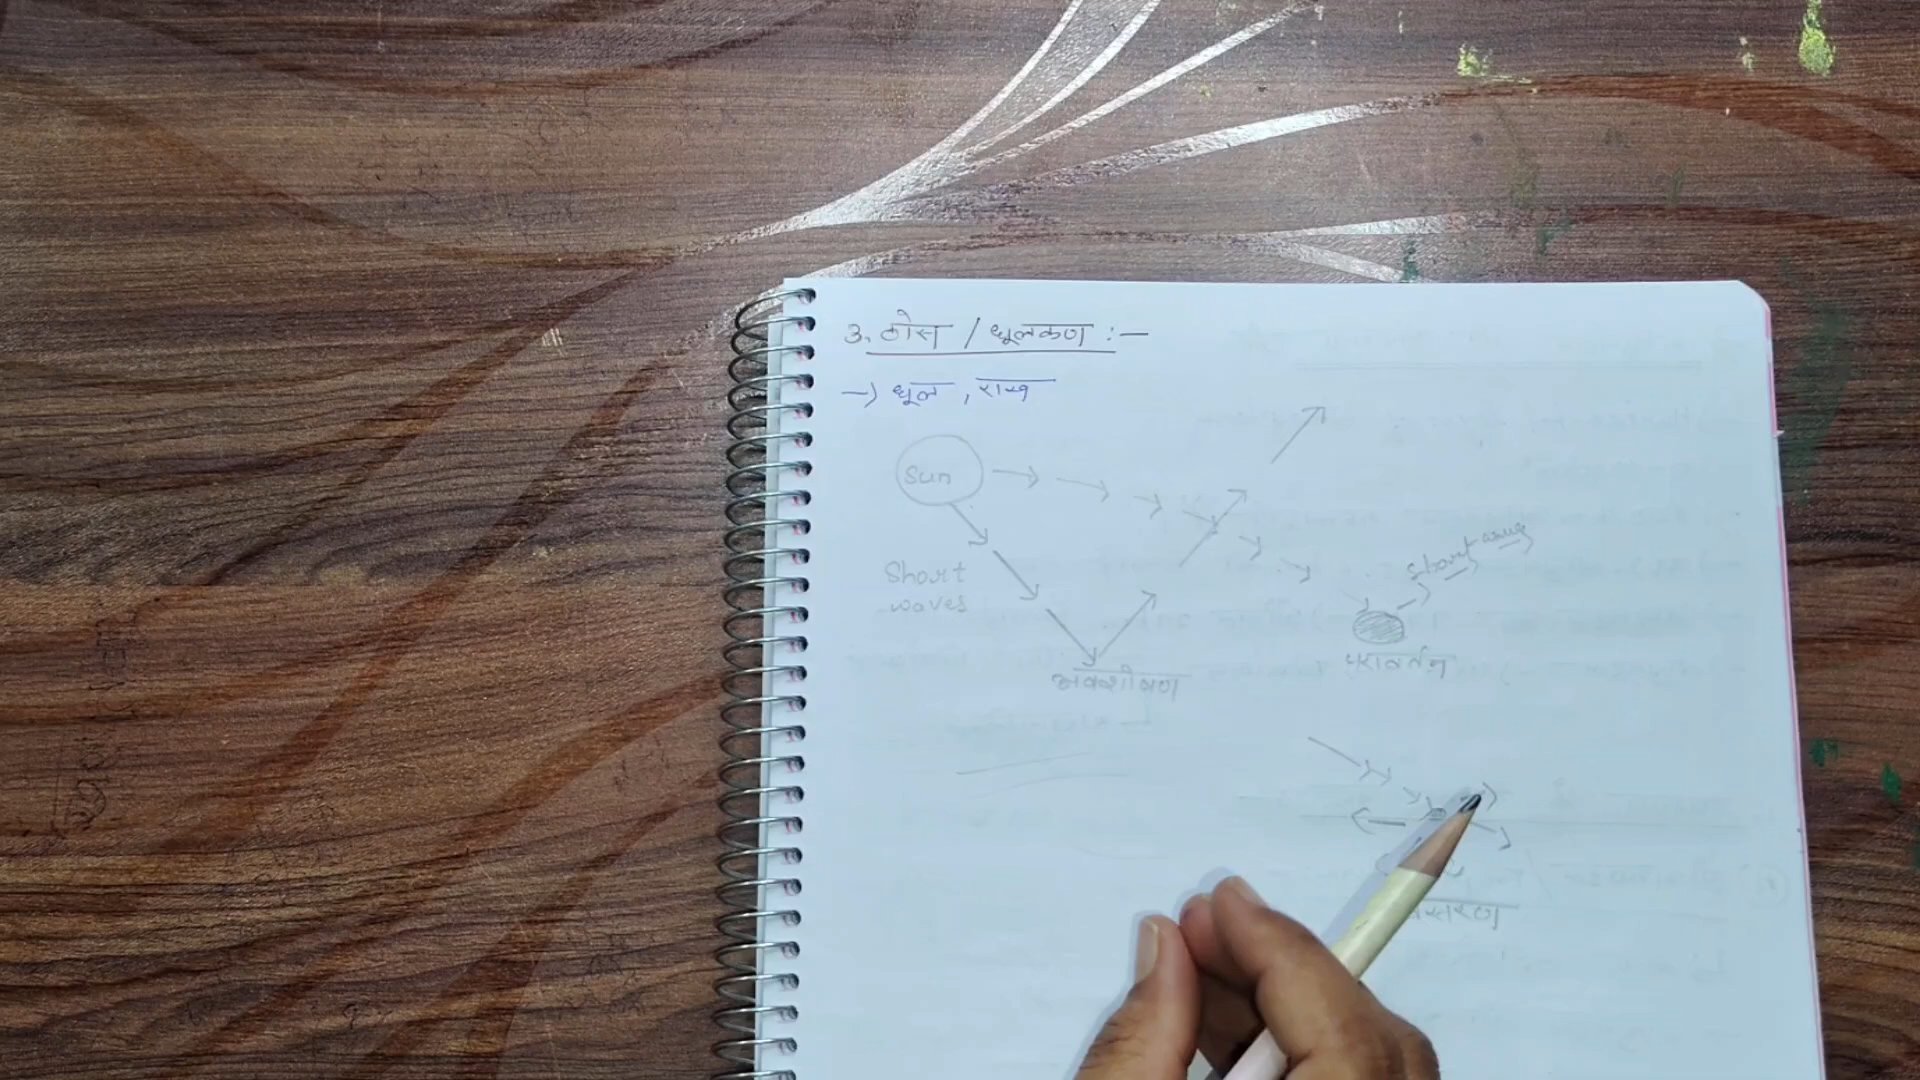 3. ठोस / धूलकण :-
→ धूल , राख
Sun
Short
waves
Short waves
परावर्तन
अवशोषण